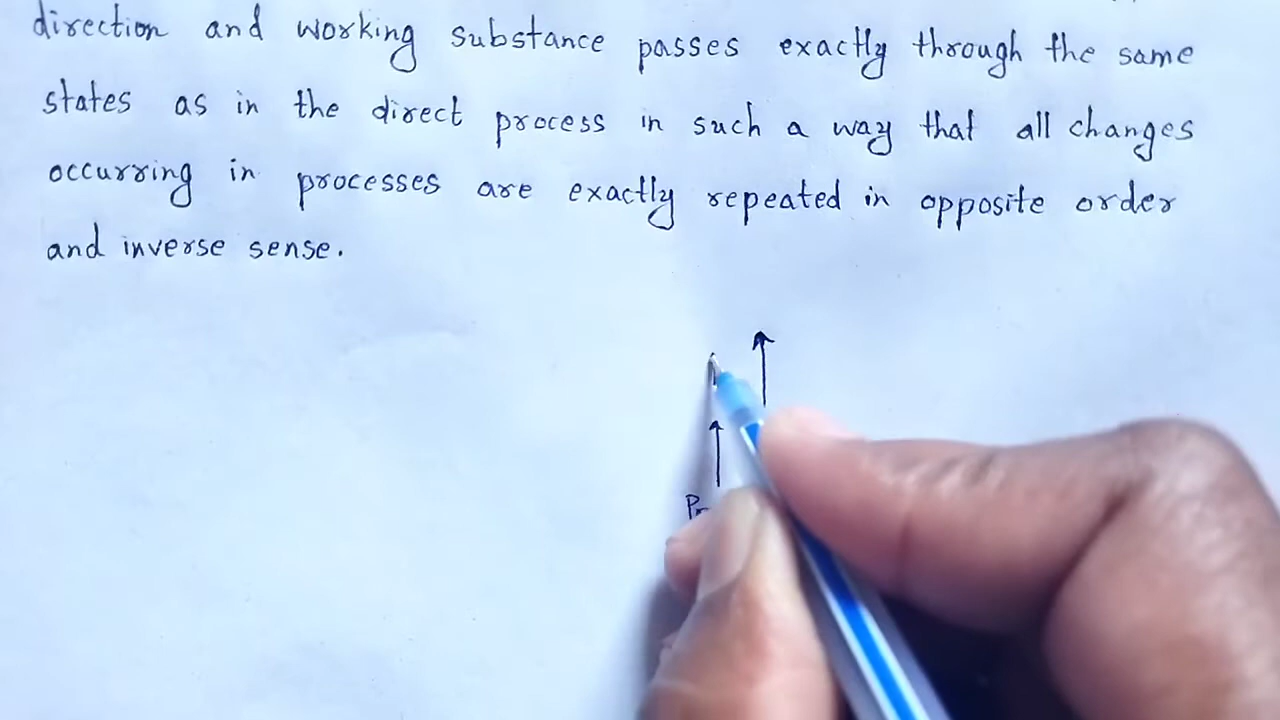 direction and working substance passes exactly through the same
states as in the direct process in such a way that all changes
occurring in processes are exactly repeated in opposite order
and inverse sense.